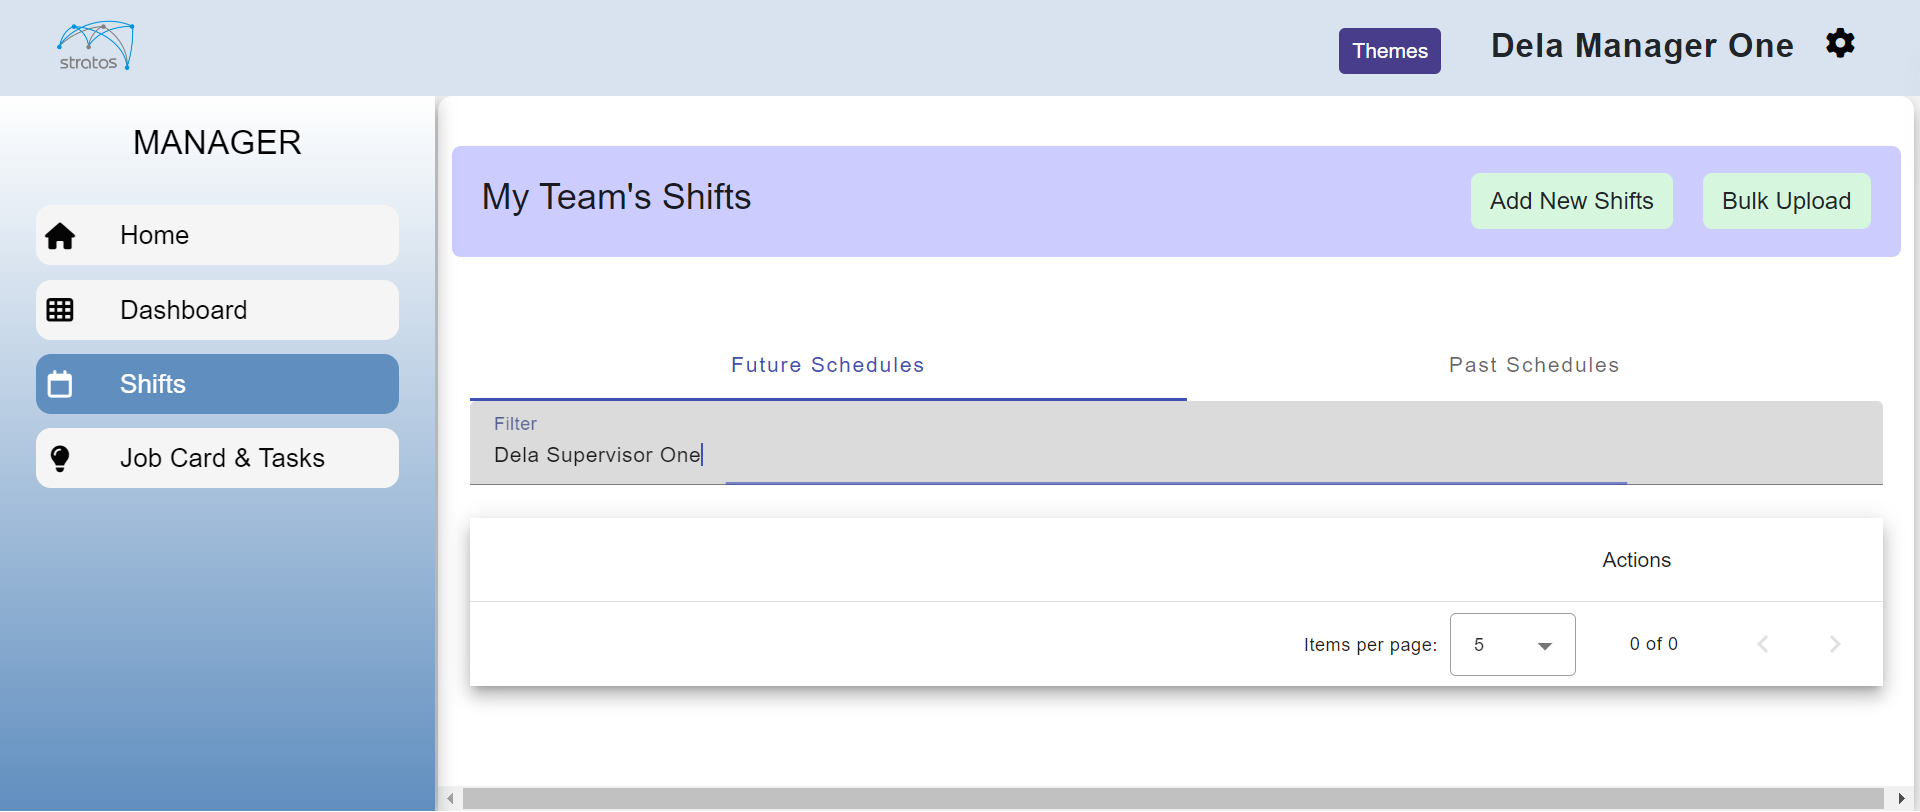 stratos
Themes
Dela Manager One
MANAGER
Home
Dashboard
Shifts
Job Card & Tasks
My Team's Shifts
Add New Shifts
Bulk Upload
Future Schedules
Past Schedules
Filter
Dela Supervisor One
Actions
Items per page:
5
0 of 0